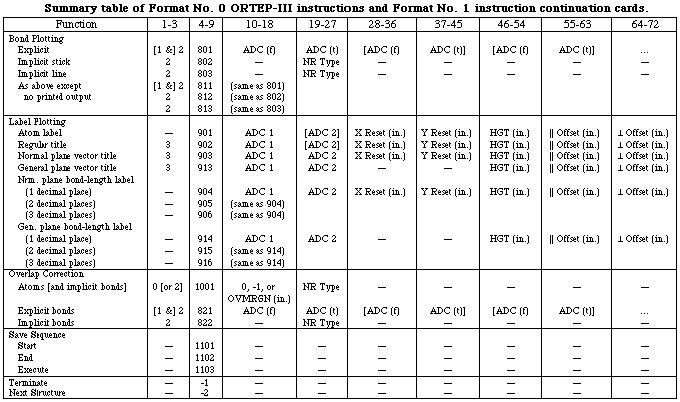 Summary table of Format No. 0 ORTEP-III instructions and Format No. 1 instruction continuation cards.
Function 1-3 4-9 10-18 19-27 28-36 37-45 46-54 55-63 64-72
Bond Plotting
Explicit [1 &] 2 801 ADC (f) ADC (t) [ADC (f) ADC (t)] [ADC (f) ADC (t)] ...
Implicit stick 2 802 — NR Type — — — — —
Implicit line 2 803 — NR Type — — — — —
As above except [1 &] 2 811 (same as 801)
no printed output 2 812 (same as 802)
2 813 (same as 803)
Label Plotting
Atom label — 901 ADC 1 [ADC 2] X Reset (in.) Y Reset (in.) HGT (in.) || Offset (in.) ⊥ Offset (in.)
Regular title 3 902 ADC 1 [ADC 2] X Reset (in.) Y Reset (in.) HGT (in.) || Offset (in.) ⊥ Offset (in.)
Normal plane vector title 3 903 ADC 1 ADC 2 X Reset (in.) Y Reset (in.) HGT (in.) || Offset (in.) ⊥ Offset (in.)
General plane vector title 3 913 ADC 1 ADC 2 — — HGT (in.) || Offset (in.) ⊥ Offset (in.)
Nrm. plane bond-length label
(1 decimal place) — 904 ADC 1 ADC 2 X Reset (in.) Y Reset (in.) HGT (in.) || Offset (in.) ⊥ Offset (in.)
(2 decimal places) — 905 (same as 904)
(3 decimal places) — 906 (same as 904)
Gen. plane bond-length label
(1 decimal place) — 914 ADC 1 ADC 2 — — HGT (in.) || Offset (in.) ⊥ Offset (in.)
(2 decimal places) — 915 (same as 914)
(3 decimal places) — 916 (same as 914)
Overlap Correction
Atoms [and implicit bonds] 0 [or 2] 1001 0, -1, or NR Type — — — — —
OVMRGN (in.)
Explicit bonds [1 &] 2 821 ADC (f) ADC (t) [ADC (f) ADC (t)] [ADC (f) ADC (t)] ...
Implicit bonds 2 822 — NR Type — — — — —
Save Sequence
Start — 1101 — — — — — — —
End — 1102 — — — — — — —
Execute — 1103 — — — — — — —
Terminate — -1 — — — — — — —
Next Structure — -2 — — — — — — —